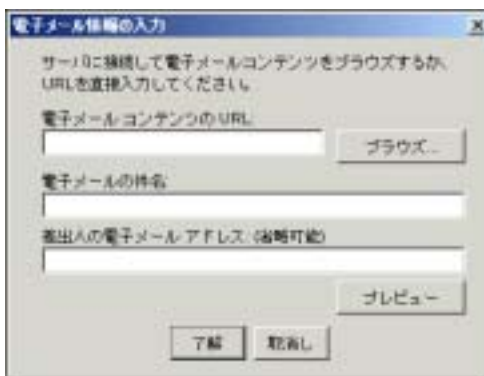 電子メール情報の入力
サーバに接続して電子メールコンテンツをブラウズするか、
URLを直接入力してください。
電子メール コンテンツの URL:
ブラウズ...
電子メールの件名:
差出人の電子メール アドレス: (省略可能)
プレビュー
了解 取消し